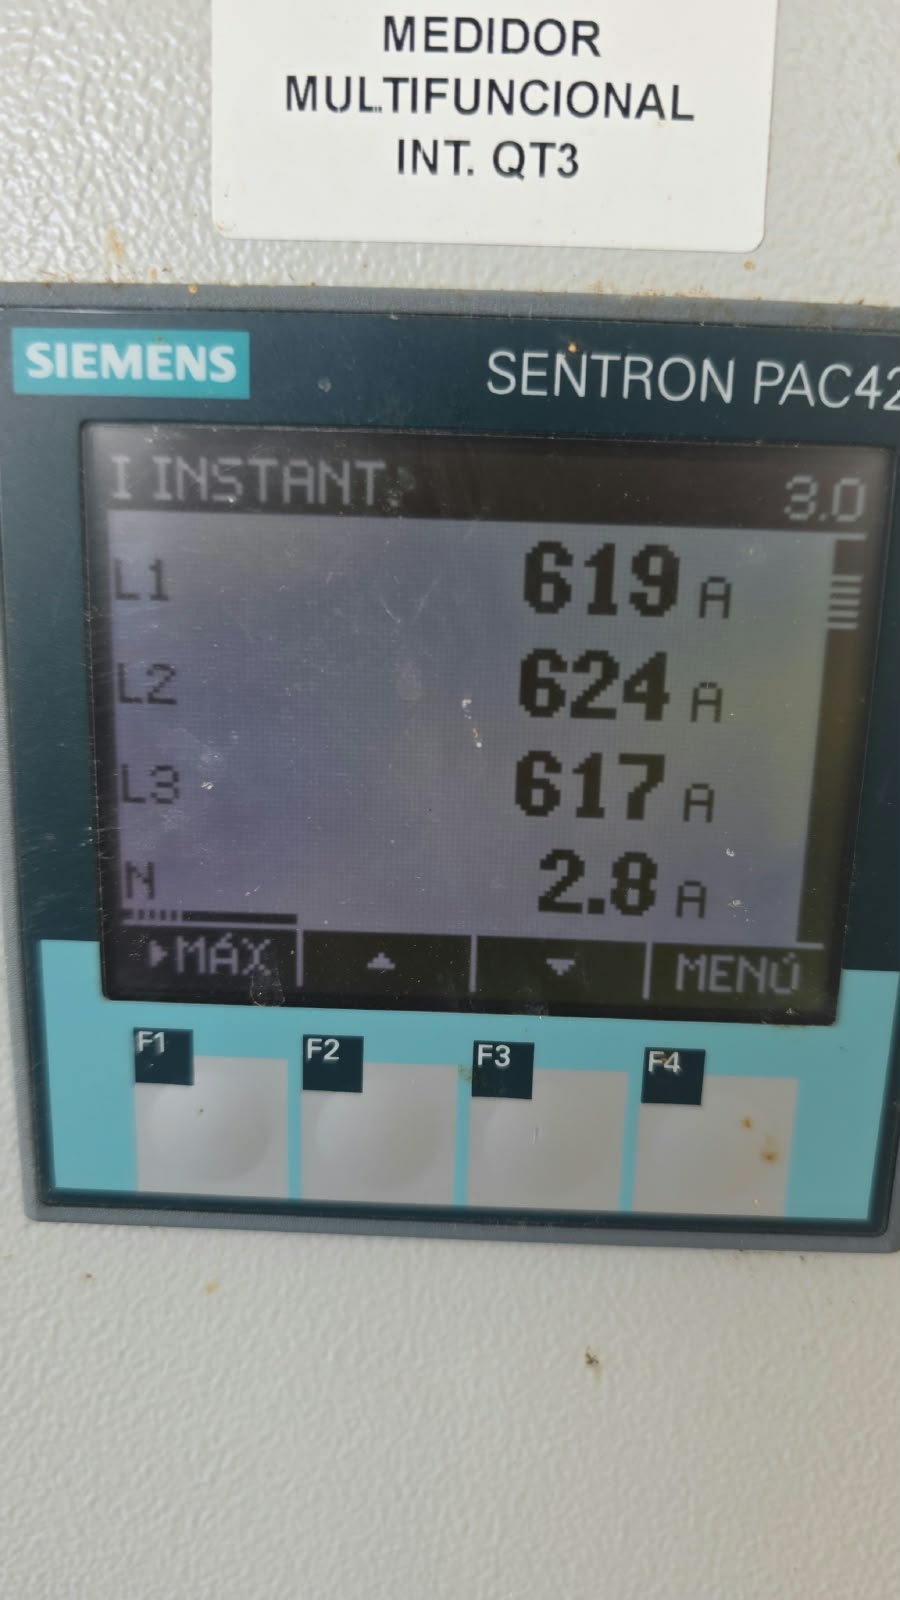 MEDIDOR
MULTIFUNCIONAL
INT. QT3
SIEMENS
SENTRON PAC42
I INSTANT. 3.0
L1 619 A
L2 624 A
L3 617 A
N 2.8 A
▶MÁX ▲ ▼ MENÚ
F1 F2 F3 F4